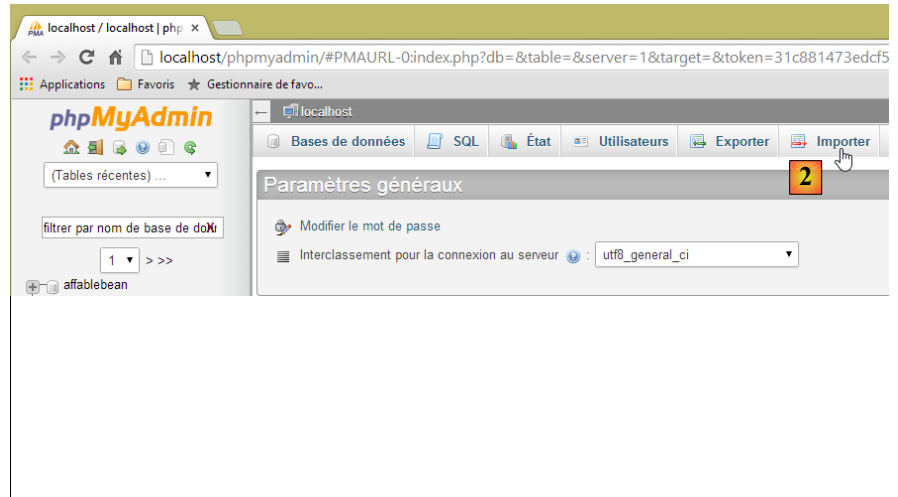 localhost / localhost | php
localhost/phpmyadmin/#PMAURL-0:index.php?db=&table=&server=1&target=&token=31c881473edcf5
Applications Favoris Gestionnaire de favo...
phpMyAdmin
localhost
Bases de données SQL État Utilisateurs Exporter Importer
(Tables récentes) ...
2
Paramètres généraux
filtrer par nom de base de
Modifier le mot de passe
Interclassement pour la connexion au serveur : utf8_general_ci
1 > >>
affablebean